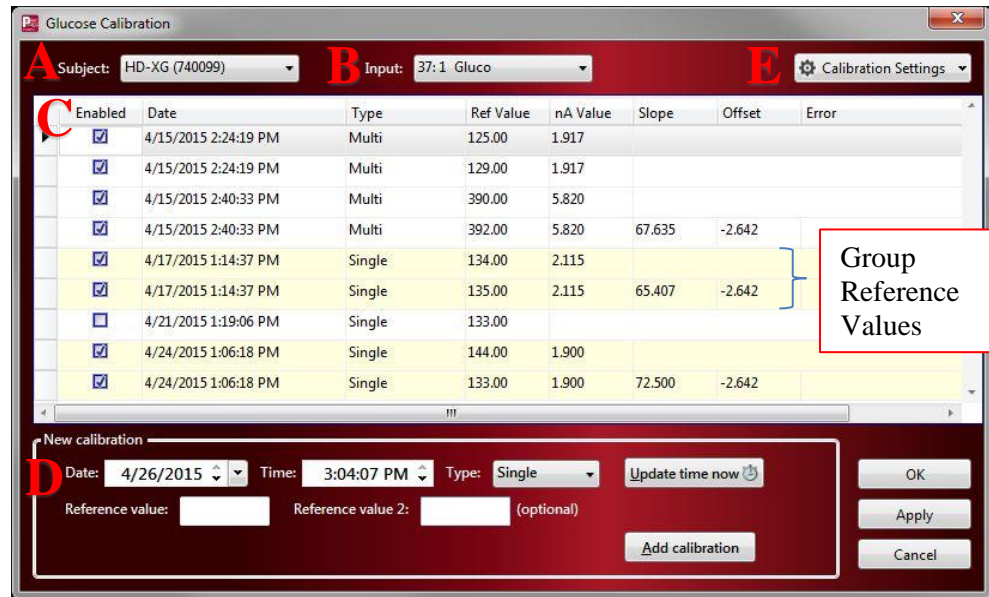 Glucose Calibration
A Subject: HD-XG (740099) B Input: 37: 1 Gluco E Calibration Settings
C Enabled Date Type Ref Value nA Value Slope Offset Error
4/15/2015 2:24:19 PM Multi 125.00 1.917
4/15/2015 2:24:19 PM Multi 129.00 1.917
4/15/2015 2:40:33 PM Multi 390.00 5.820
4/15/2015 2:40:33 PM Multi 392.00 5.820 67.635 -2.642
4/17/2015 1:14:37 PM Single 134.00 2.115
4/17/2015 1:14:37 PM Single 135.00 2.115 65.407 -2.642
4/21/2015 1:19:06 PM Single 133.00
4/24/2015 1:06:18 PM Single 144.00 1.900
4/24/2015 1:06:18 PM Single 133.00 1.900 72.500 -2.642
Group
Reference
Values
New calibration
D Date: 4/26/2015 Time: 3:04:07 PM Type: Single Update time now OK
Reference value: Reference value 2: (optional) Apply
Add calibration Cancel